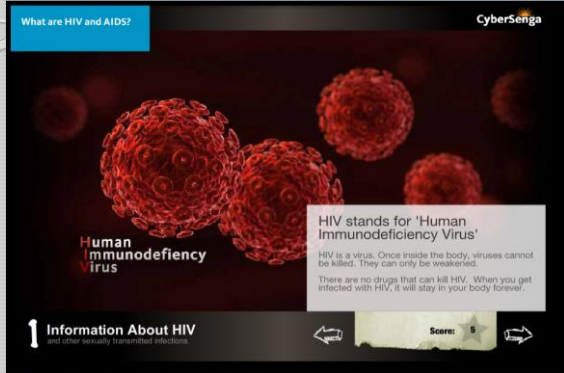 What are HIV and AIDS?
CyberSenga
Human
Immunodefiency
Virus
HIV stands for 'Human
Immunodeficiency Virus'
HIV is a virus. Once inside the body, viruses cannot
be killed. They can only be weakened.
There are no drugs that can kill HIV. When you get
infected with HIV, it will stay in your body forever.
1 Information About HIV
and other sexually transmitted infections.
Score: 5